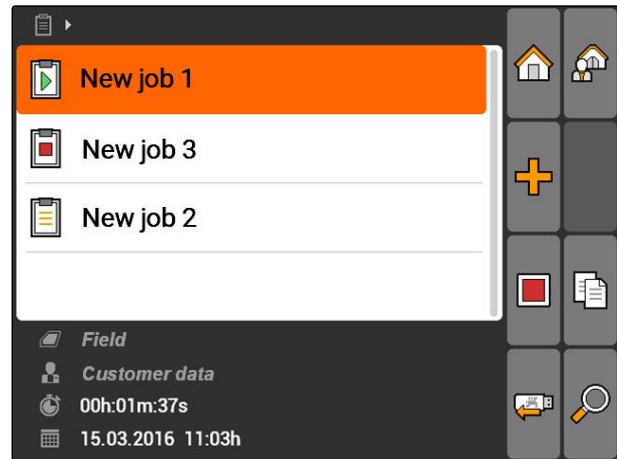 New job 1
New job 3
New job 2
Field
Customer data
00h:01m:37s
15.03.2016 11:03h